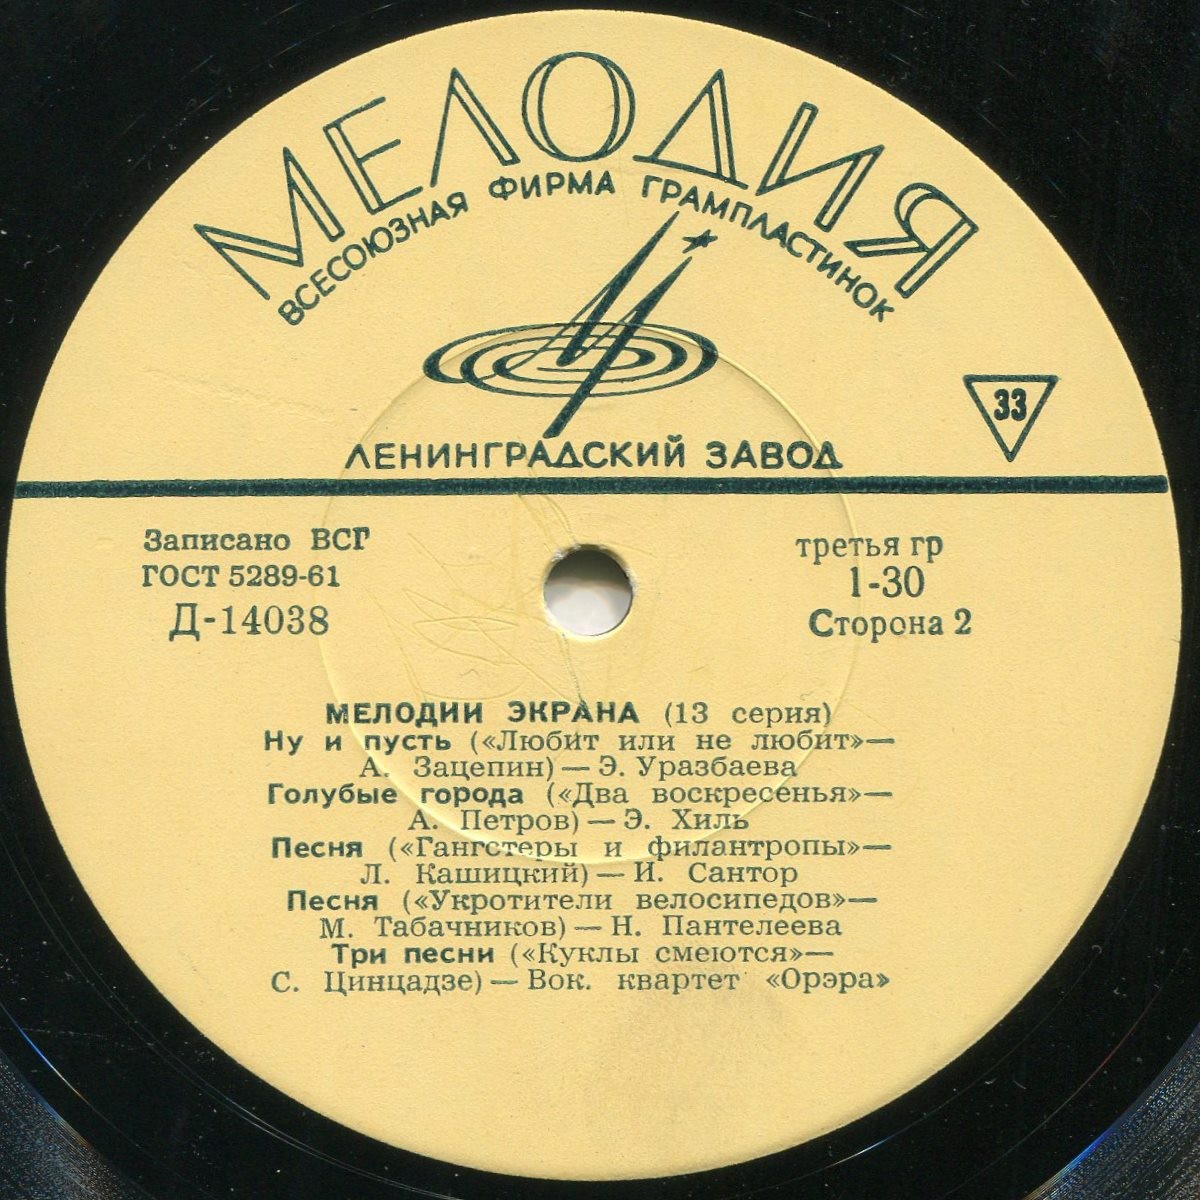 МЕЛОДИЯ
ВСЕСОЮЗНАЯ ФИРМА ГРАМПЛАСТИНОК
33
ЛЕНИНГРАДСКИЙ ЗАВОД
Записано ВСГ
ГОСТ 5289-61
Д-14038
третья гр
1-30
Сторона 2
МЕЛОДИИ ЭКРАНА (13 серия)
Ну и пусть («Любит или не любит»—
А. Зацепин) — Э. Уразбаева
Голубые города («Два воскресенья»—
А. Петров) — Э. Хиль
Песня («Гангстеры и филантропы»—
Л. Кашицкий) — И. Сантор
Песня («Укротители велосипедов»—
М. Табачников) — Н. Пантелеева
Три песни («Куклы смеются»—
С. Цинцадзе) — Вок. квартет «Орэра»